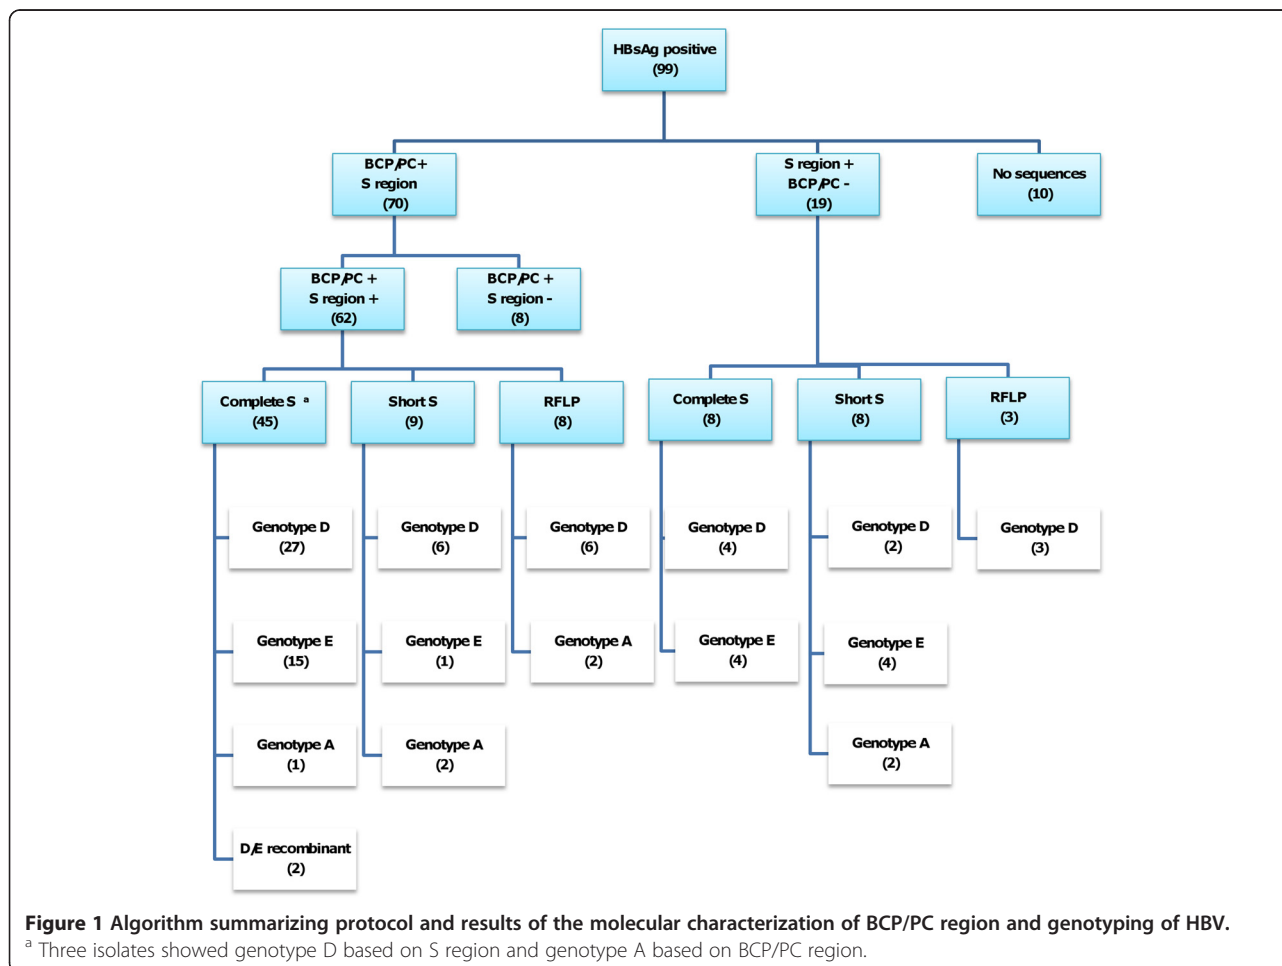 HBsAg positive
(99)
BCP/PC+
S region
(70)
S region +
BCP/PC -
(19)
No sequences
(10)
BCP/PC +
S region +
(62)
BCP/PC +
S region -
(8)
Complete S a
(45)
Short S
(9)
RFLP
(8)
Complete S
(8)
Short S
(8)
RFLP
(3)
Genotype D
(27)
Genotype D
(6)
Genotype D
(6)
Genotype D
(4)
Genotype D
(2)
Genotype D
(3)
Genotype E
(15)
Genotype E
(1)
Genotype A
(2)
Genotype E
(4)
Genotype E
(4)
Genotype A
(1)
Genotype A
(2)
Genotype A
(2)
D/E recombinant
(2)
Figure 1 Algorithm summarizing protocol and results of the molecular characterization of BCP/PC region and genotyping of HBV.
a Three isolates showed genotype D based on S region and genotype A based on BCP/PC region.